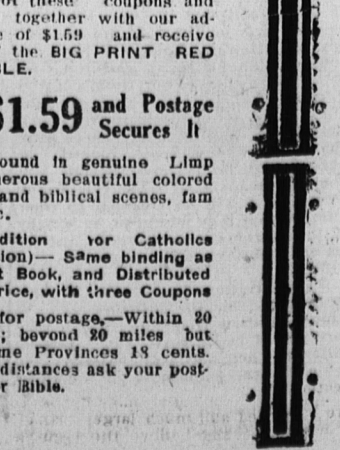 these coupons and
together with our ad-
of $1.59 and receive
the BIG PRINT RED
BLE.
$1.59 and Postage
Secures It
ound in genuine Limp
erous beautiful colored
and biblical scenes, fam
c.
dition vor Catholics
ion)— Same binding as
t Book, and Distributed
rice, with three Coupons
for postage.—Within 20
; beyond 20 miles but
me Provinces 18 cents.
distances ask your post-
r Bible.